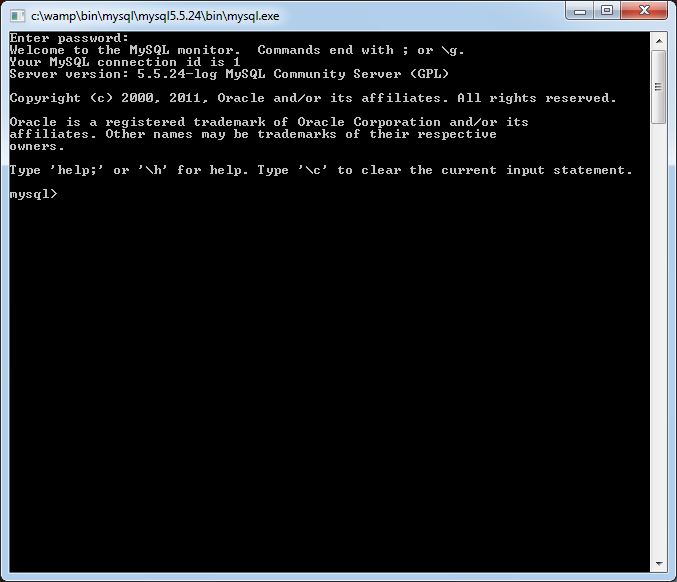 c:\wamp\bin\mysql\mysql5.5.24\bin\mysql.exe
Enter password:
Welcome to the MySQL monitor.  Commands end with ; or \g.
Your MySQL connection id is 1
Server version: 5.5.24-log MySQL Community Server (GPL)
Copyright (c) 2000, 2011, Oracle and/or its affiliates. All rights reserved.
Oracle is a registered trademark of Oracle Corporation and/or its
affiliates. Other names may be trademarks of their respective
owners.
Type 'help;' or '\h' for help. Type '\c' to clear the current input statement.
mysql>